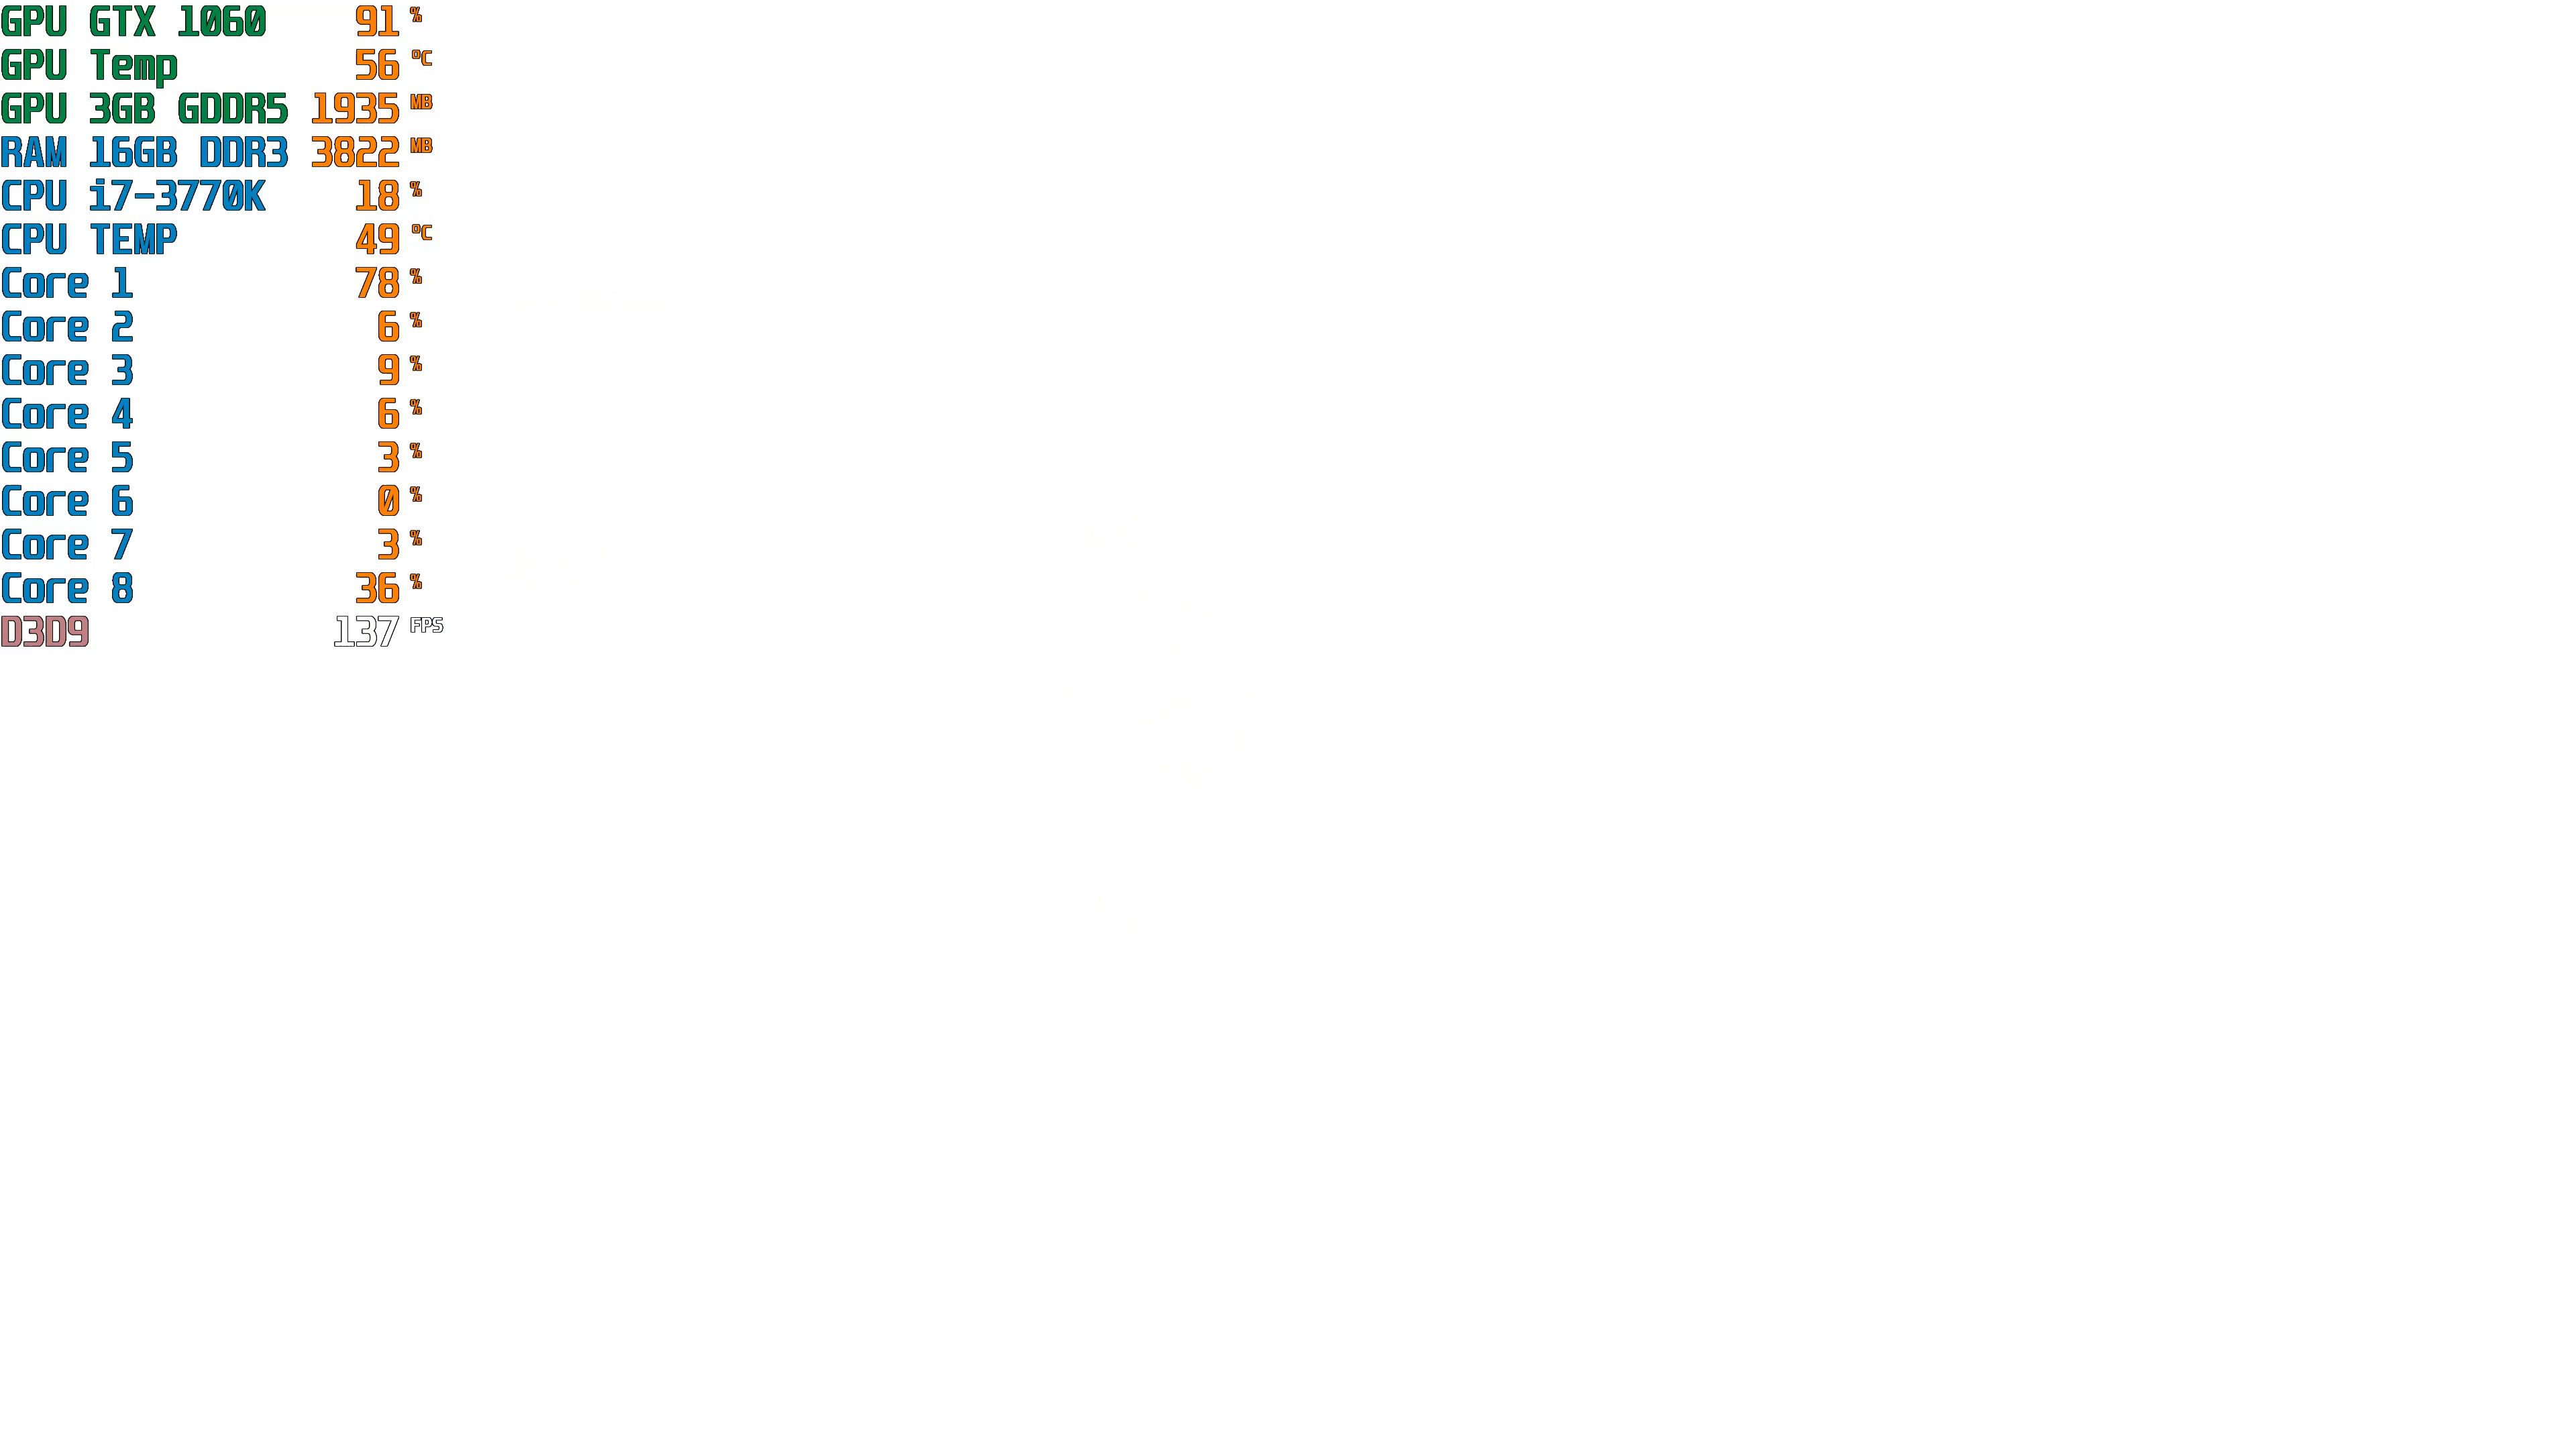 GPU GTX 1060 91 %
GPU Temp 56 °C
GPU 3GB GDDR5 1935 MB
RAM 16GB DDR3 3822 MB
CPU i7-3770K 18 %
CPU TEMP 49 °C
Core 1 78 %
Core 2 6 %
Core 3 9 %
Core 4 6 %
Core 5 3 %
Core 6 0 %
Core 7 3 %
Core 8 36 %
D3D9 137 FPS